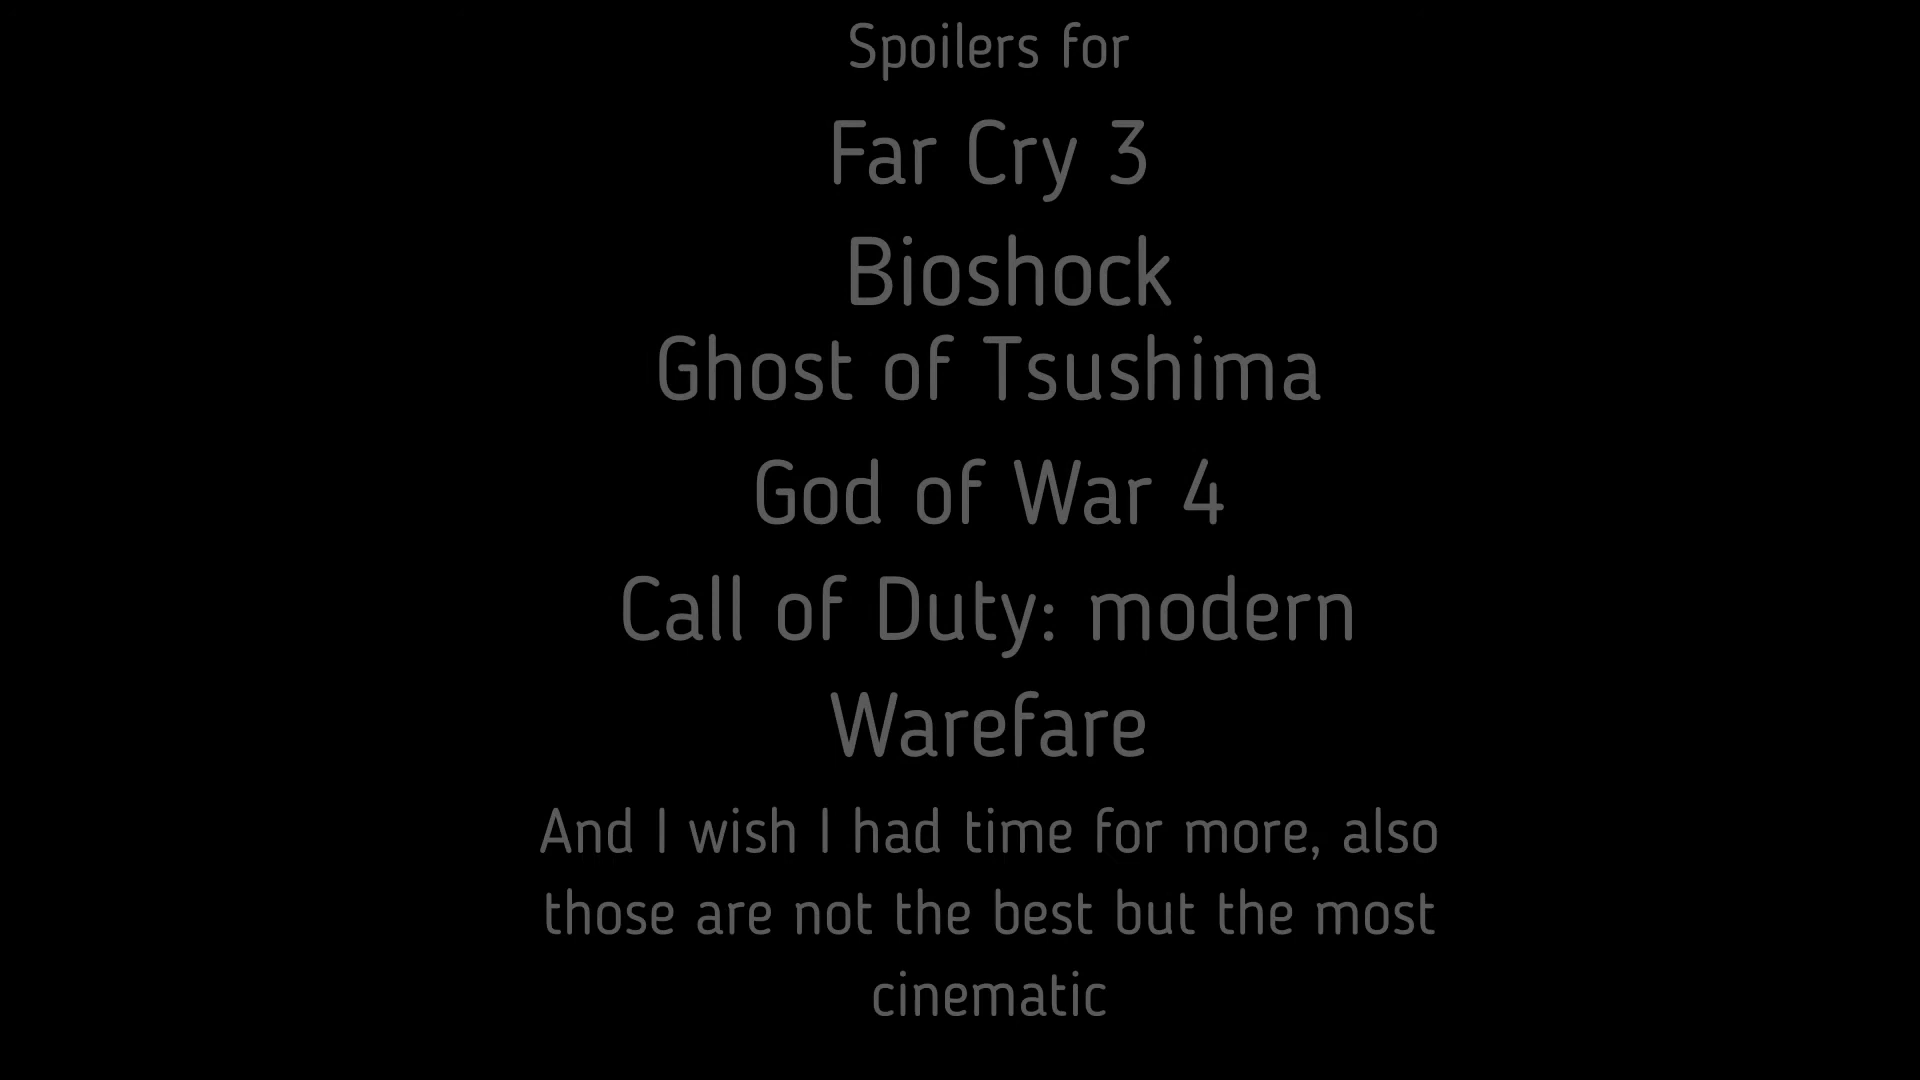 Spoilers for
Far Cry 3
Bioshock
Ghost of Tsushima
God of War 4
Call of Duty: modern
Warefare
And I wish I had time for more, also
those are not the best but the most
cinematic